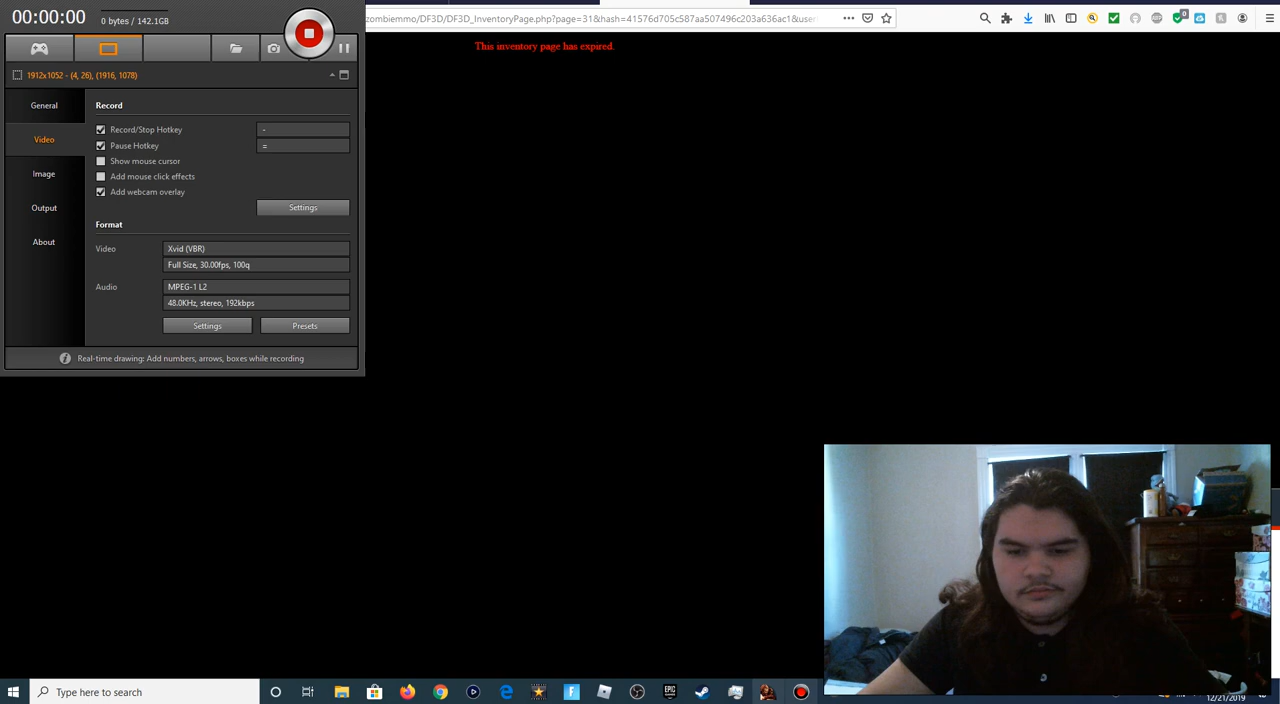 00:00:00
0 bytes / 142.1GB
zombiemmo/DF3D/DF3D_InventoryPage.php?page=31&hash=41576d705c587aa507496c203a636ac1&use
This inventory page has expired.
1912x1052 - (4, 26), (1916, 1078)
General
Video
Image
Output
About
Record
Record/Stop Hotkey
-
Pause Hotkey
=
Show mouse cursor
Add mouse click effects
Add webcam overlay
Settings
Format
Video
Xvid (VBR)
Full Size, 30.00fps, 100q
Audio
MPEG-1 L2
48.0KHz, stereo, 192kbps
Settings
Presets
Real-time drawing: Add numbers, arrows, boxes while recording
Type here to search
EPIC
12/21/2019